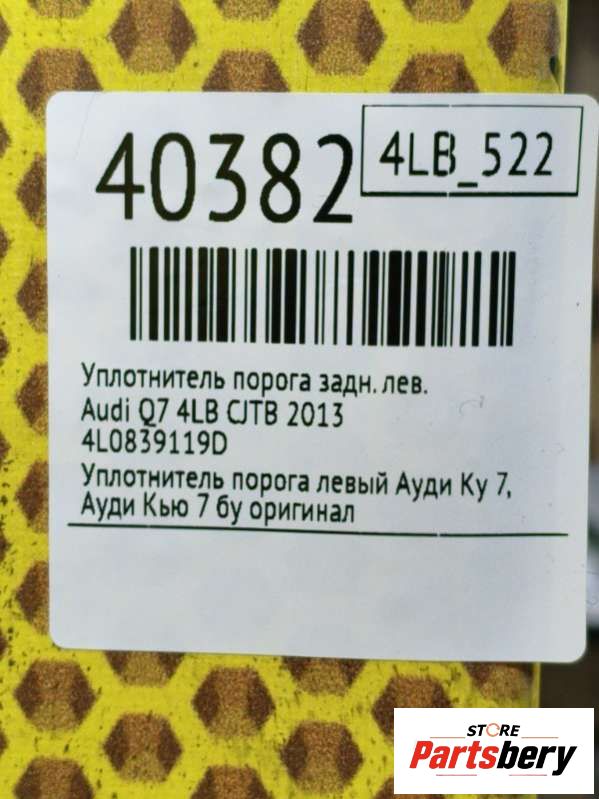 40382
4LB_522
Уплотнитель порога задн. лев.
Audi Q7 4LB CJTB 2013
4L0839119D
Уплотнитель порога левый Ауди Ку 7,
Ауди Кью 7 бу оригинал
STORE
Partsbery